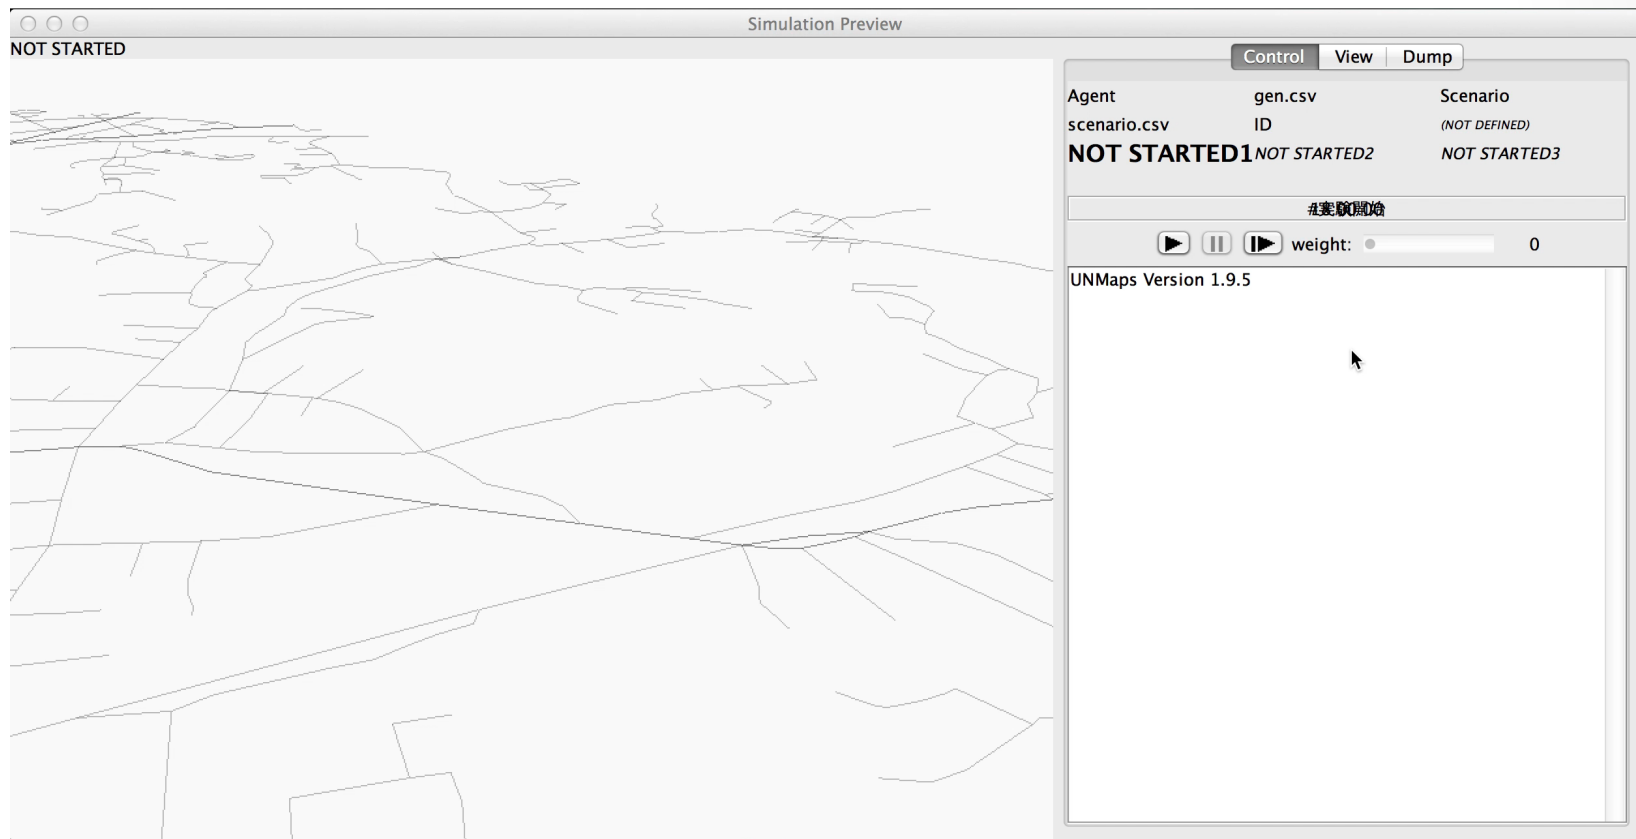 Simulation Preview
NOT STARTED
Control View Dump
Agent gen.csv Scenario
scenario.csv ID (NOT DEFINED)
NOT STARTED1 NOT STARTED2 NOT STARTED3
weight: 0
UNMaps Version 1.9.5